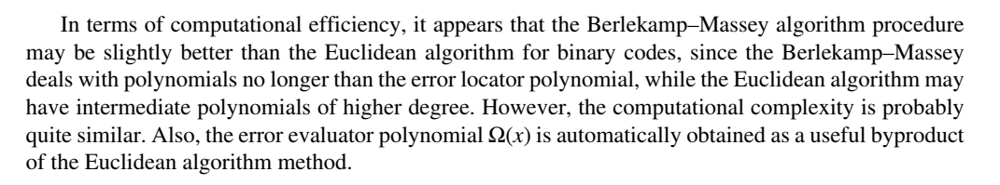 In terms of computational efficiency, it appears that the Berlekamp–Massey algorithm procedure
may be slightly better than the Euclidean algorithm for binary codes, since the Berlekamp–Massey
deals with polynomials no longer than the error locator polynomial, while the Euclidean algorithm may
have intermediate polynomials of higher degree. However, the computational complexity is probably
quite similar. Also, the error evaluator polynomial Ω(x) is automatically obtained as a useful byproduct
of the Euclidean algorithm method.